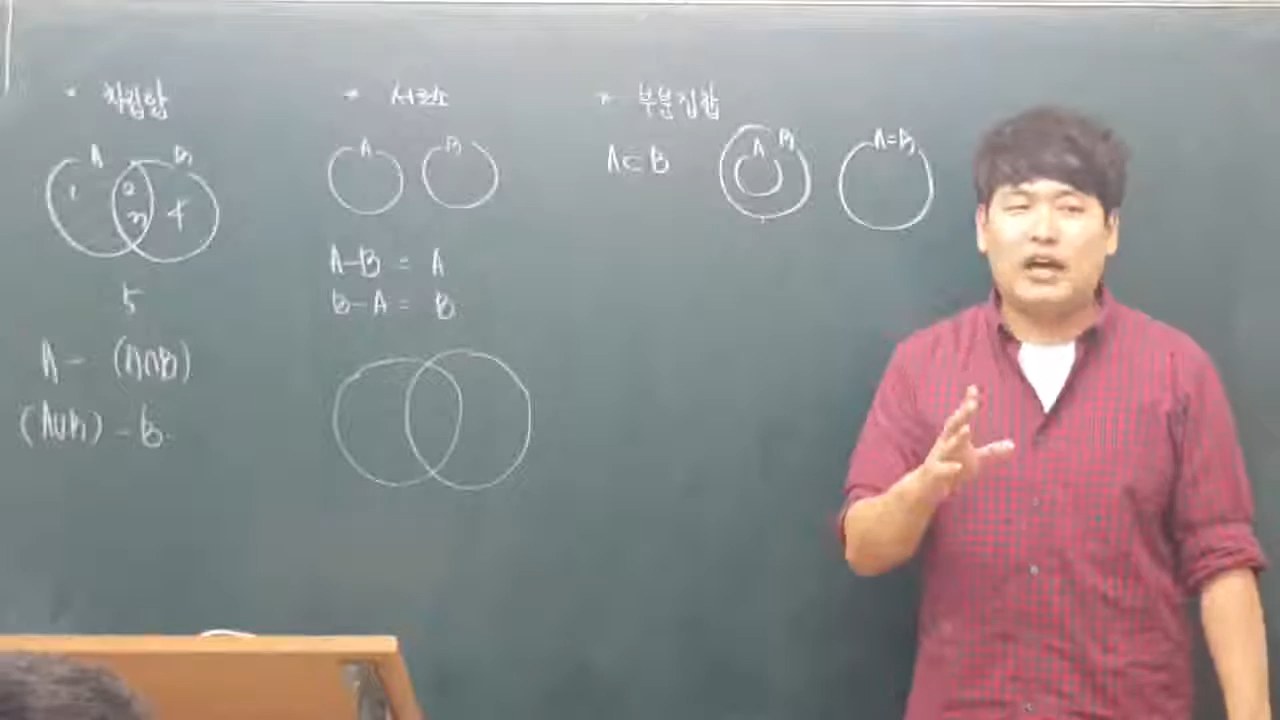 * 차집합
A B
1 2 3 4
5
A - (A∩B)
(A∪B) - B
* 서로소
A B
A-B = A
B-A = B
* 부분집합
A⊂B
A B
A=B